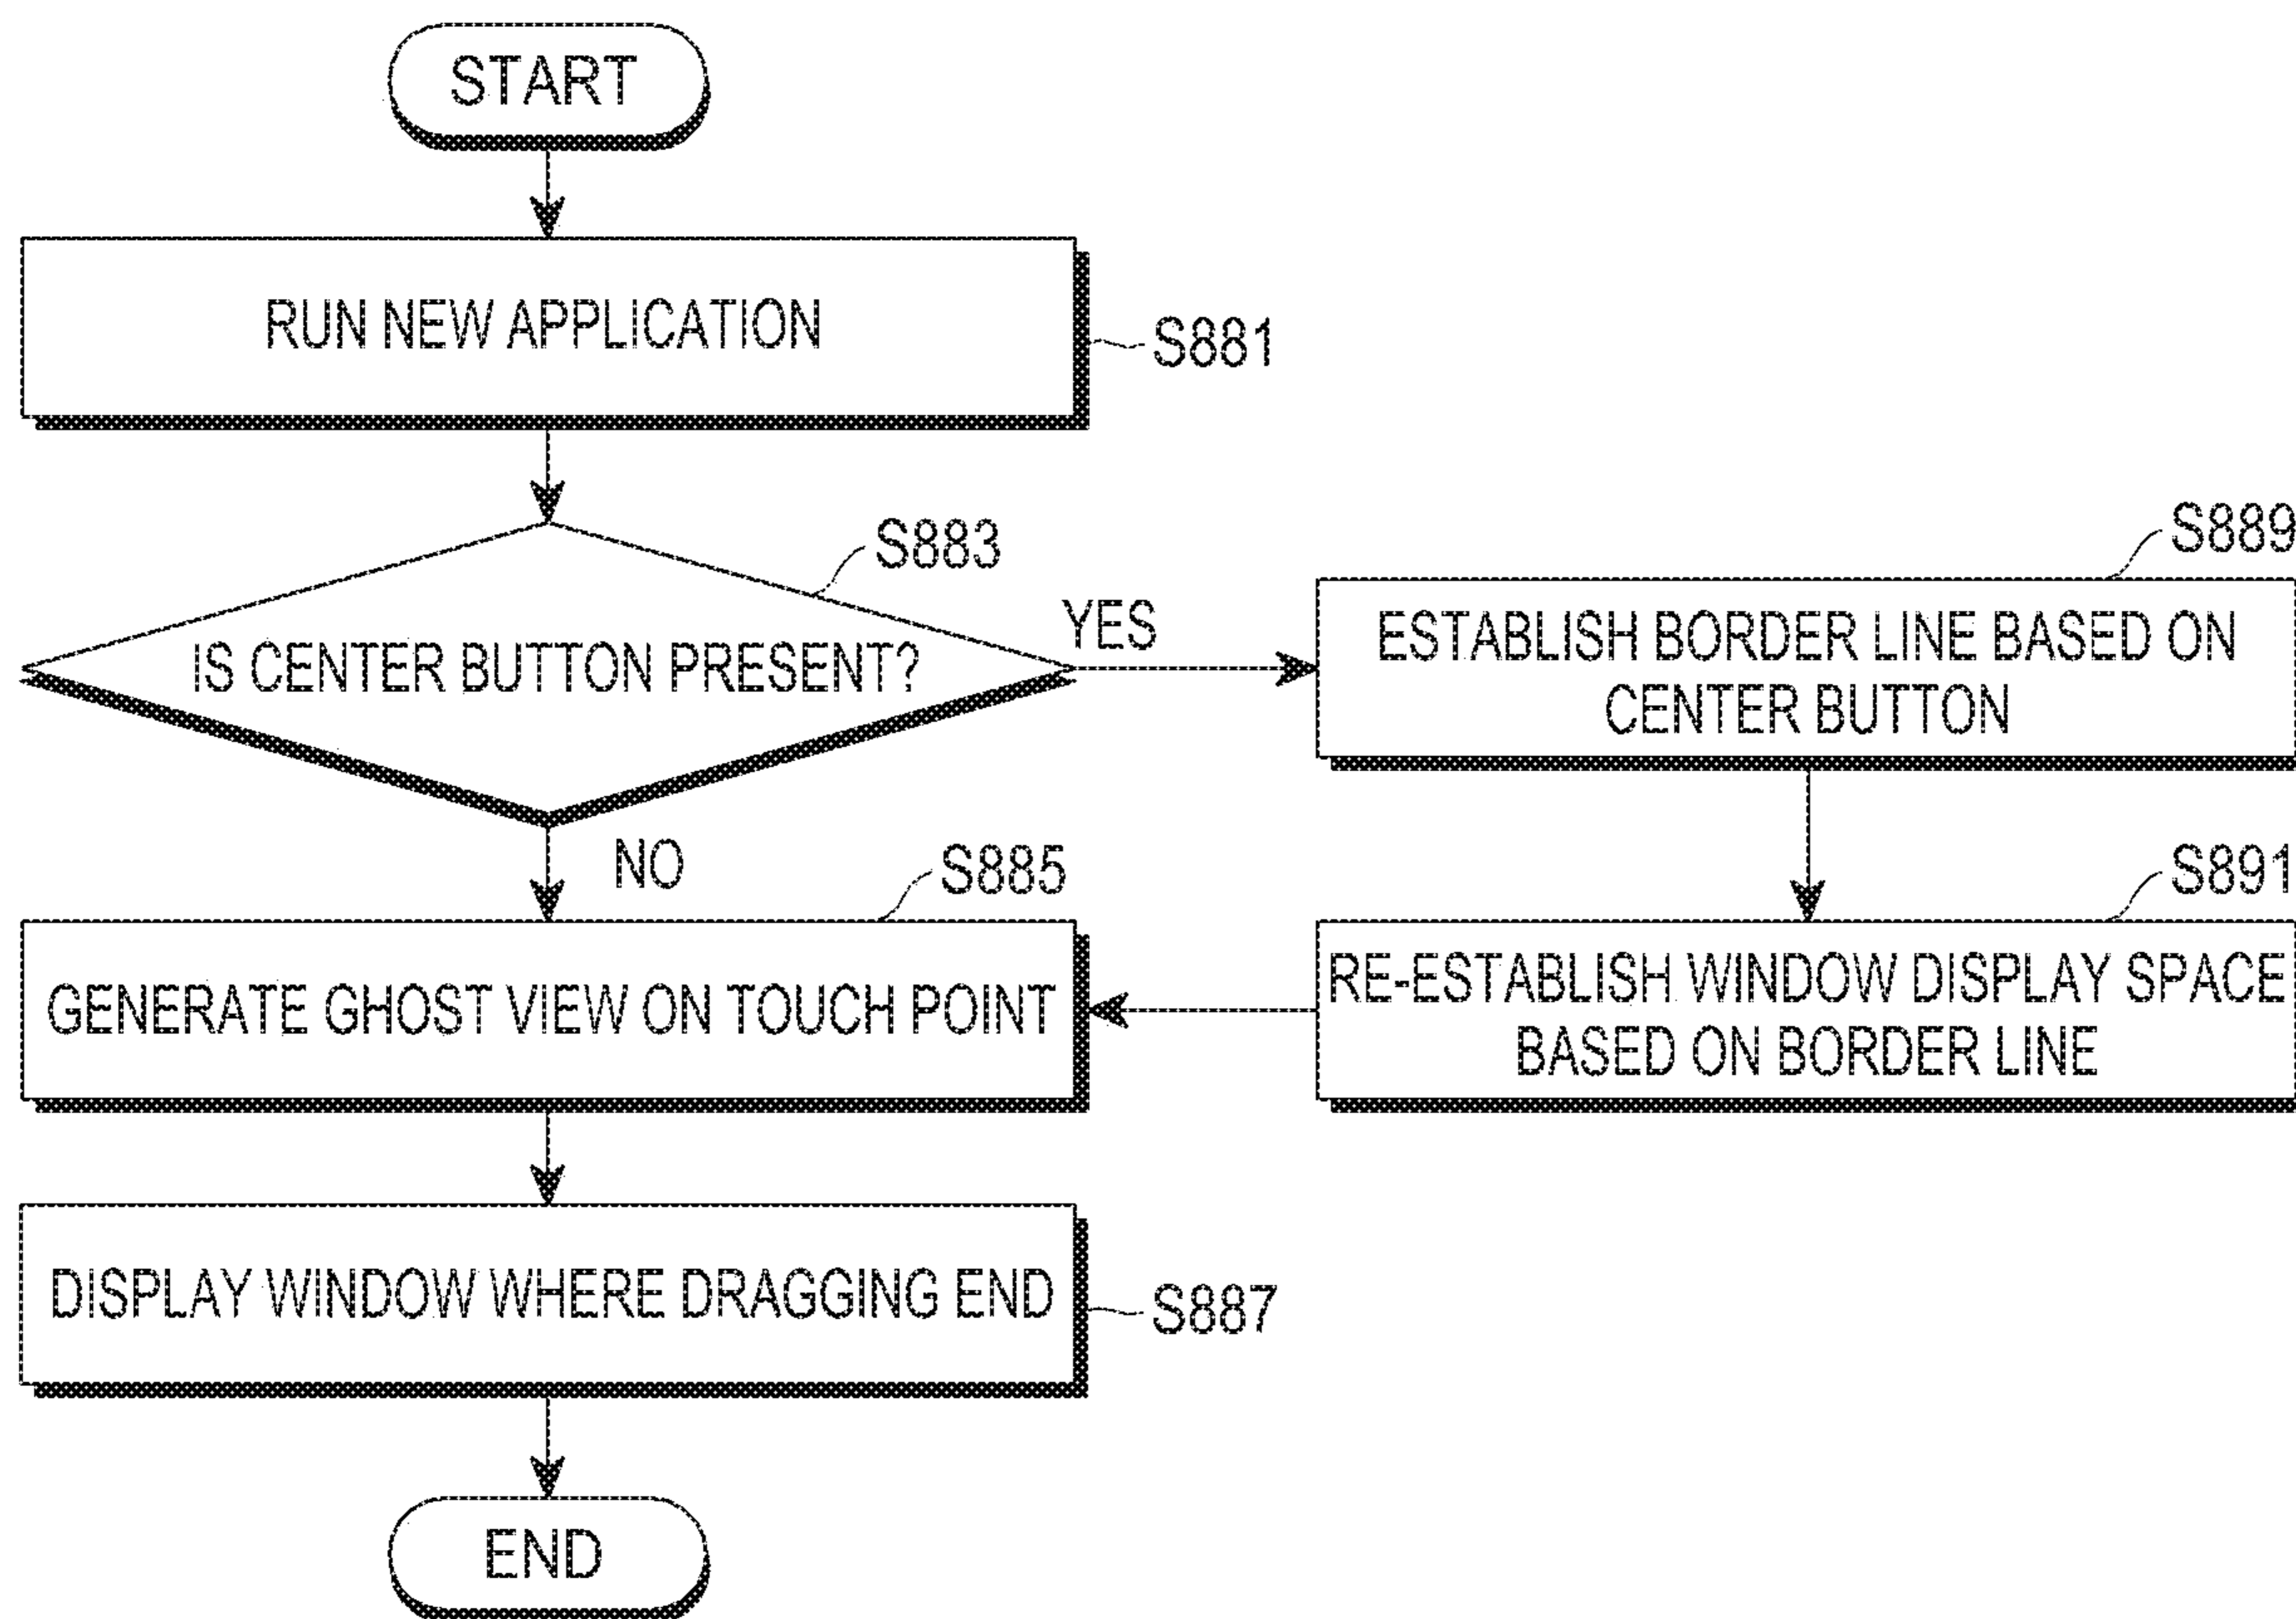 START
RUN NEW APPLICATION
S881
S883
IS CENTER BUTTON PRESENT?
YES
NO
S889
ESTABLISH BORDER LINE BASED ON
CENTER BUTTON
S891
RE-ESTABLISH WINDOW DISPLAY SPACE
BASED ON BORDER LINE
S885
GENERATE GHOST VIEW ON TOUCH POINT
DISPLAY WINDOW WHERE DRAGGING END
S887
END